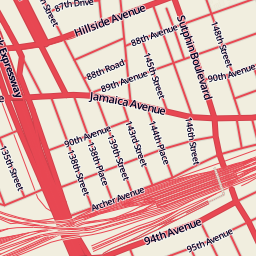 87th Drive
Hillside Avenue
88th Avenue
Sutphin Boulevard
148th Street
Expressway
88th Road
89th Avenue
145th Street
90th Avenue
Jamaica Avenue
90th Avenue
138th Street
138th Place
139th Street
143rd Street
144th Place
146th Street
135th Street
Archer Avenue
94th Avenue
95th Avenue